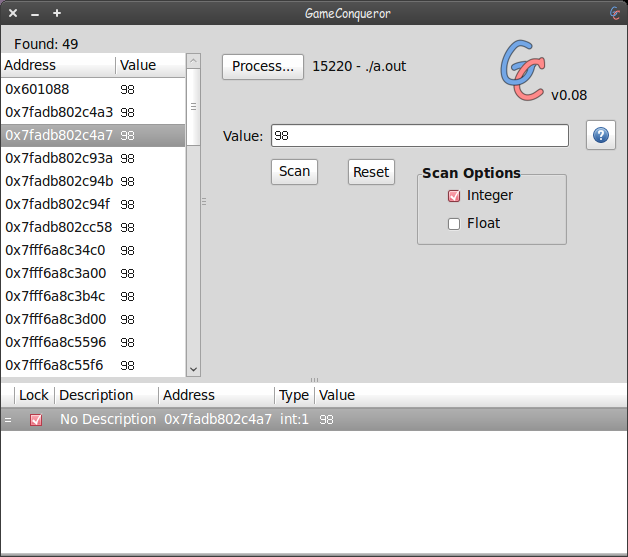 GameConqueror
Found: 49
Address Value
0x601088 98
0x7fadb802c4a3 98
0x7fadb802c4a7 98
0x7fadb802c93a 98
0x7fadb802c94b 98
0x7fadb802c94f 98
0x7fadb802cc58 98
0x7fff6a8c34c0 98
0x7fff6a8c3a00 98
0x7fff6a8c3b4c 98
0x7fff6a8c3d00 98
0x7fff6a8c5596 98
0x7fff6a8c55f6 98
Process... 15220 - ./a.out
v0.08
Value: 98
Scan Reset
Scan Options
Integer
Float
Lock Description Address Type Value
= No Description 0x7fadb802c4a7 int:1 98